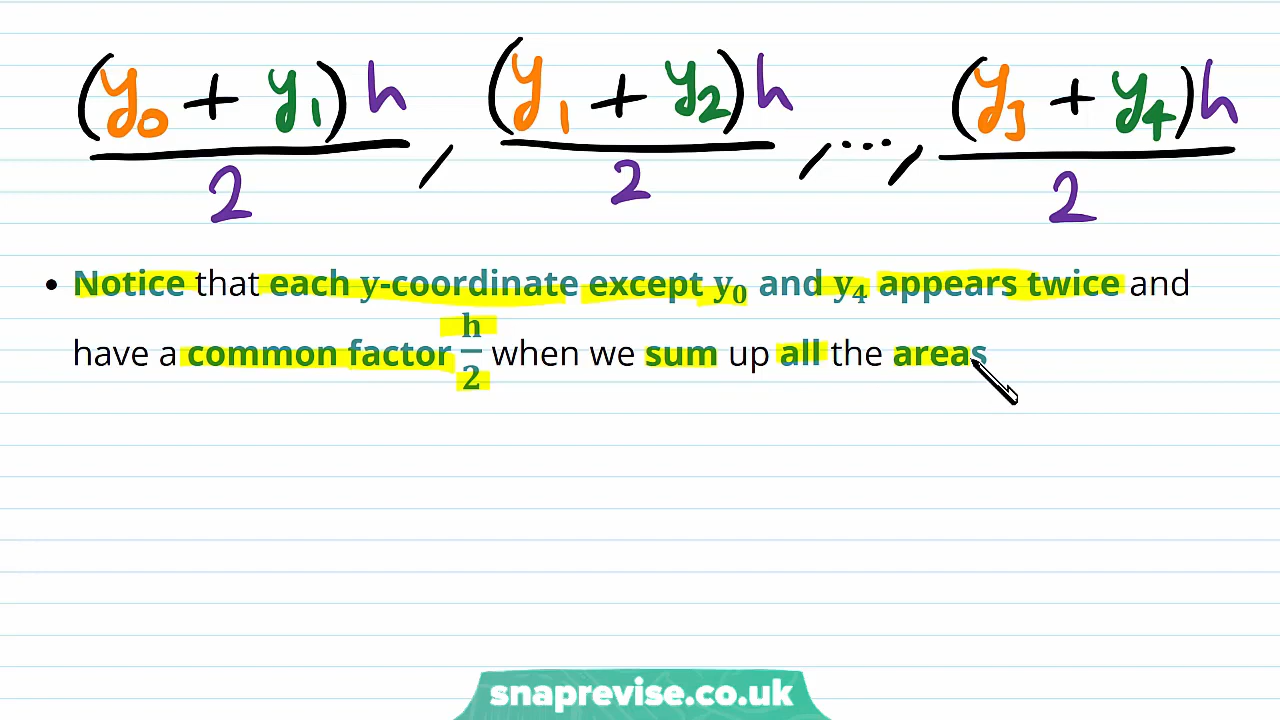 (y₀ + y₁)h/2 , (y₁ + y₂)h/2 , ... , (y₃ + y₄)h/2
• Notice that each y-coordinate except y₀ and y₄ appears twice and
have a common factor h/2 when we sum up all the areas
snaprevise.co.uk